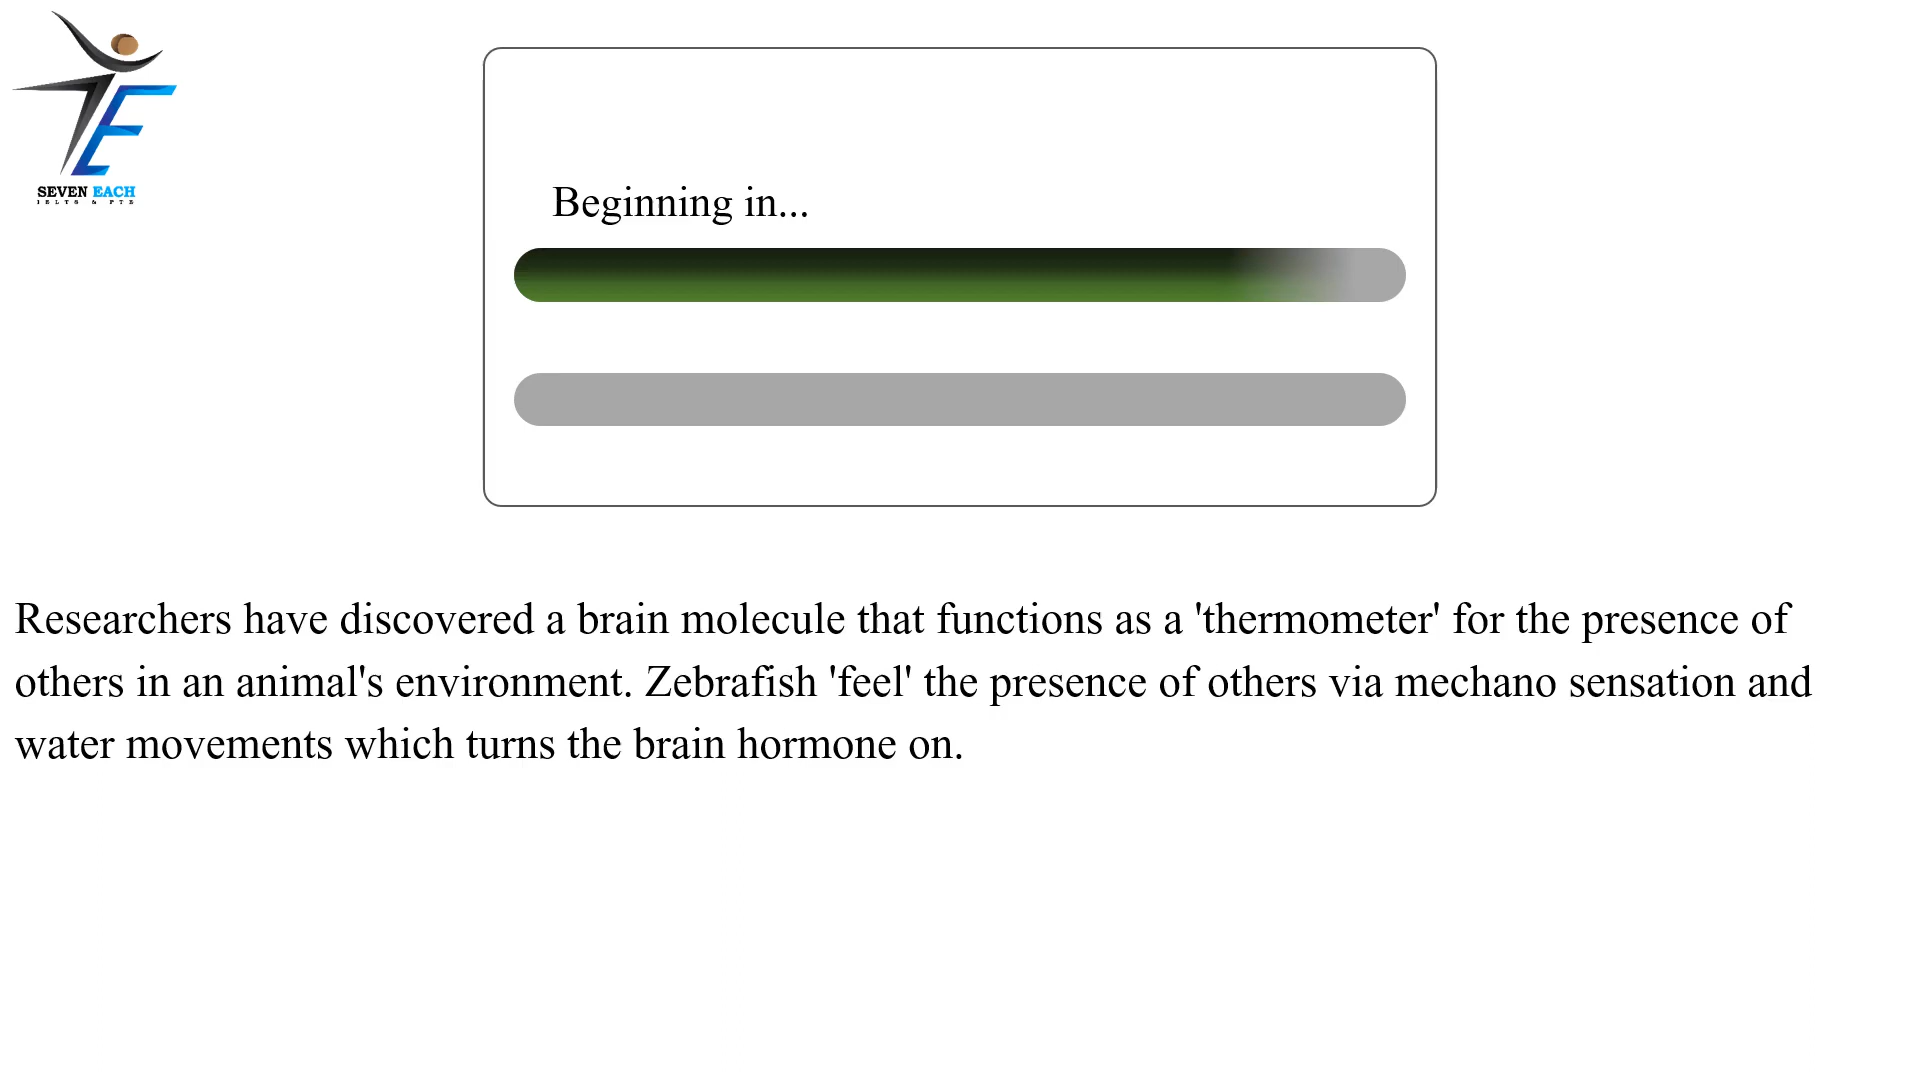 SEVEN EACH
IELTS & PTE
Beginning in...
Researchers have discovered a brain molecule that functions as a 'thermometer' for the presence of
others in an animal's environment. Zebrafish 'feel' the presence of others via mechano sensation and
water movements which turns the brain hormone on.